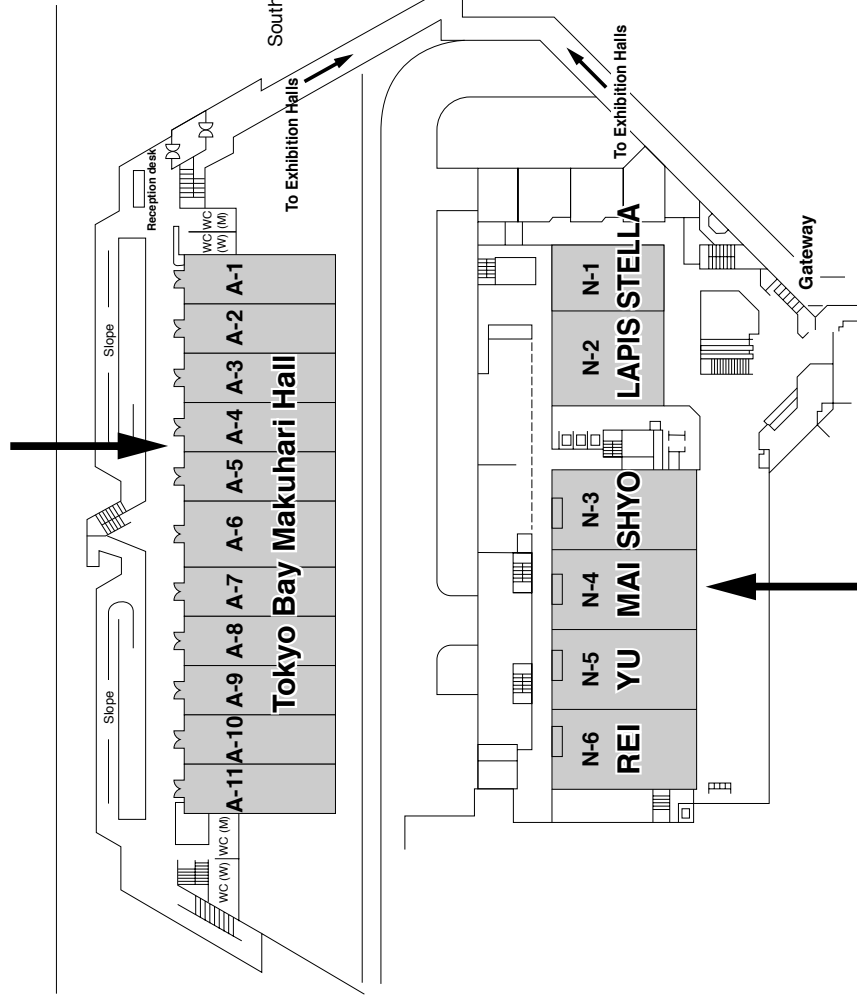 South
To Exhibition Halls
To Exhibition Halls
Reception desk
Slope
Slope
WC (W)
WC (M)
A-1
A-2
A-3
A-4
A-5
A-6
A-7
A-8
A-9
A-10
A-11
Tokyo Bay Makuhari Hall
WC (M)
WC (W)
Gateway
N-1
N-2
LAPIS STELLA
N-3
SHYO
N-4
MAI
N-5
YU
N-6
REI